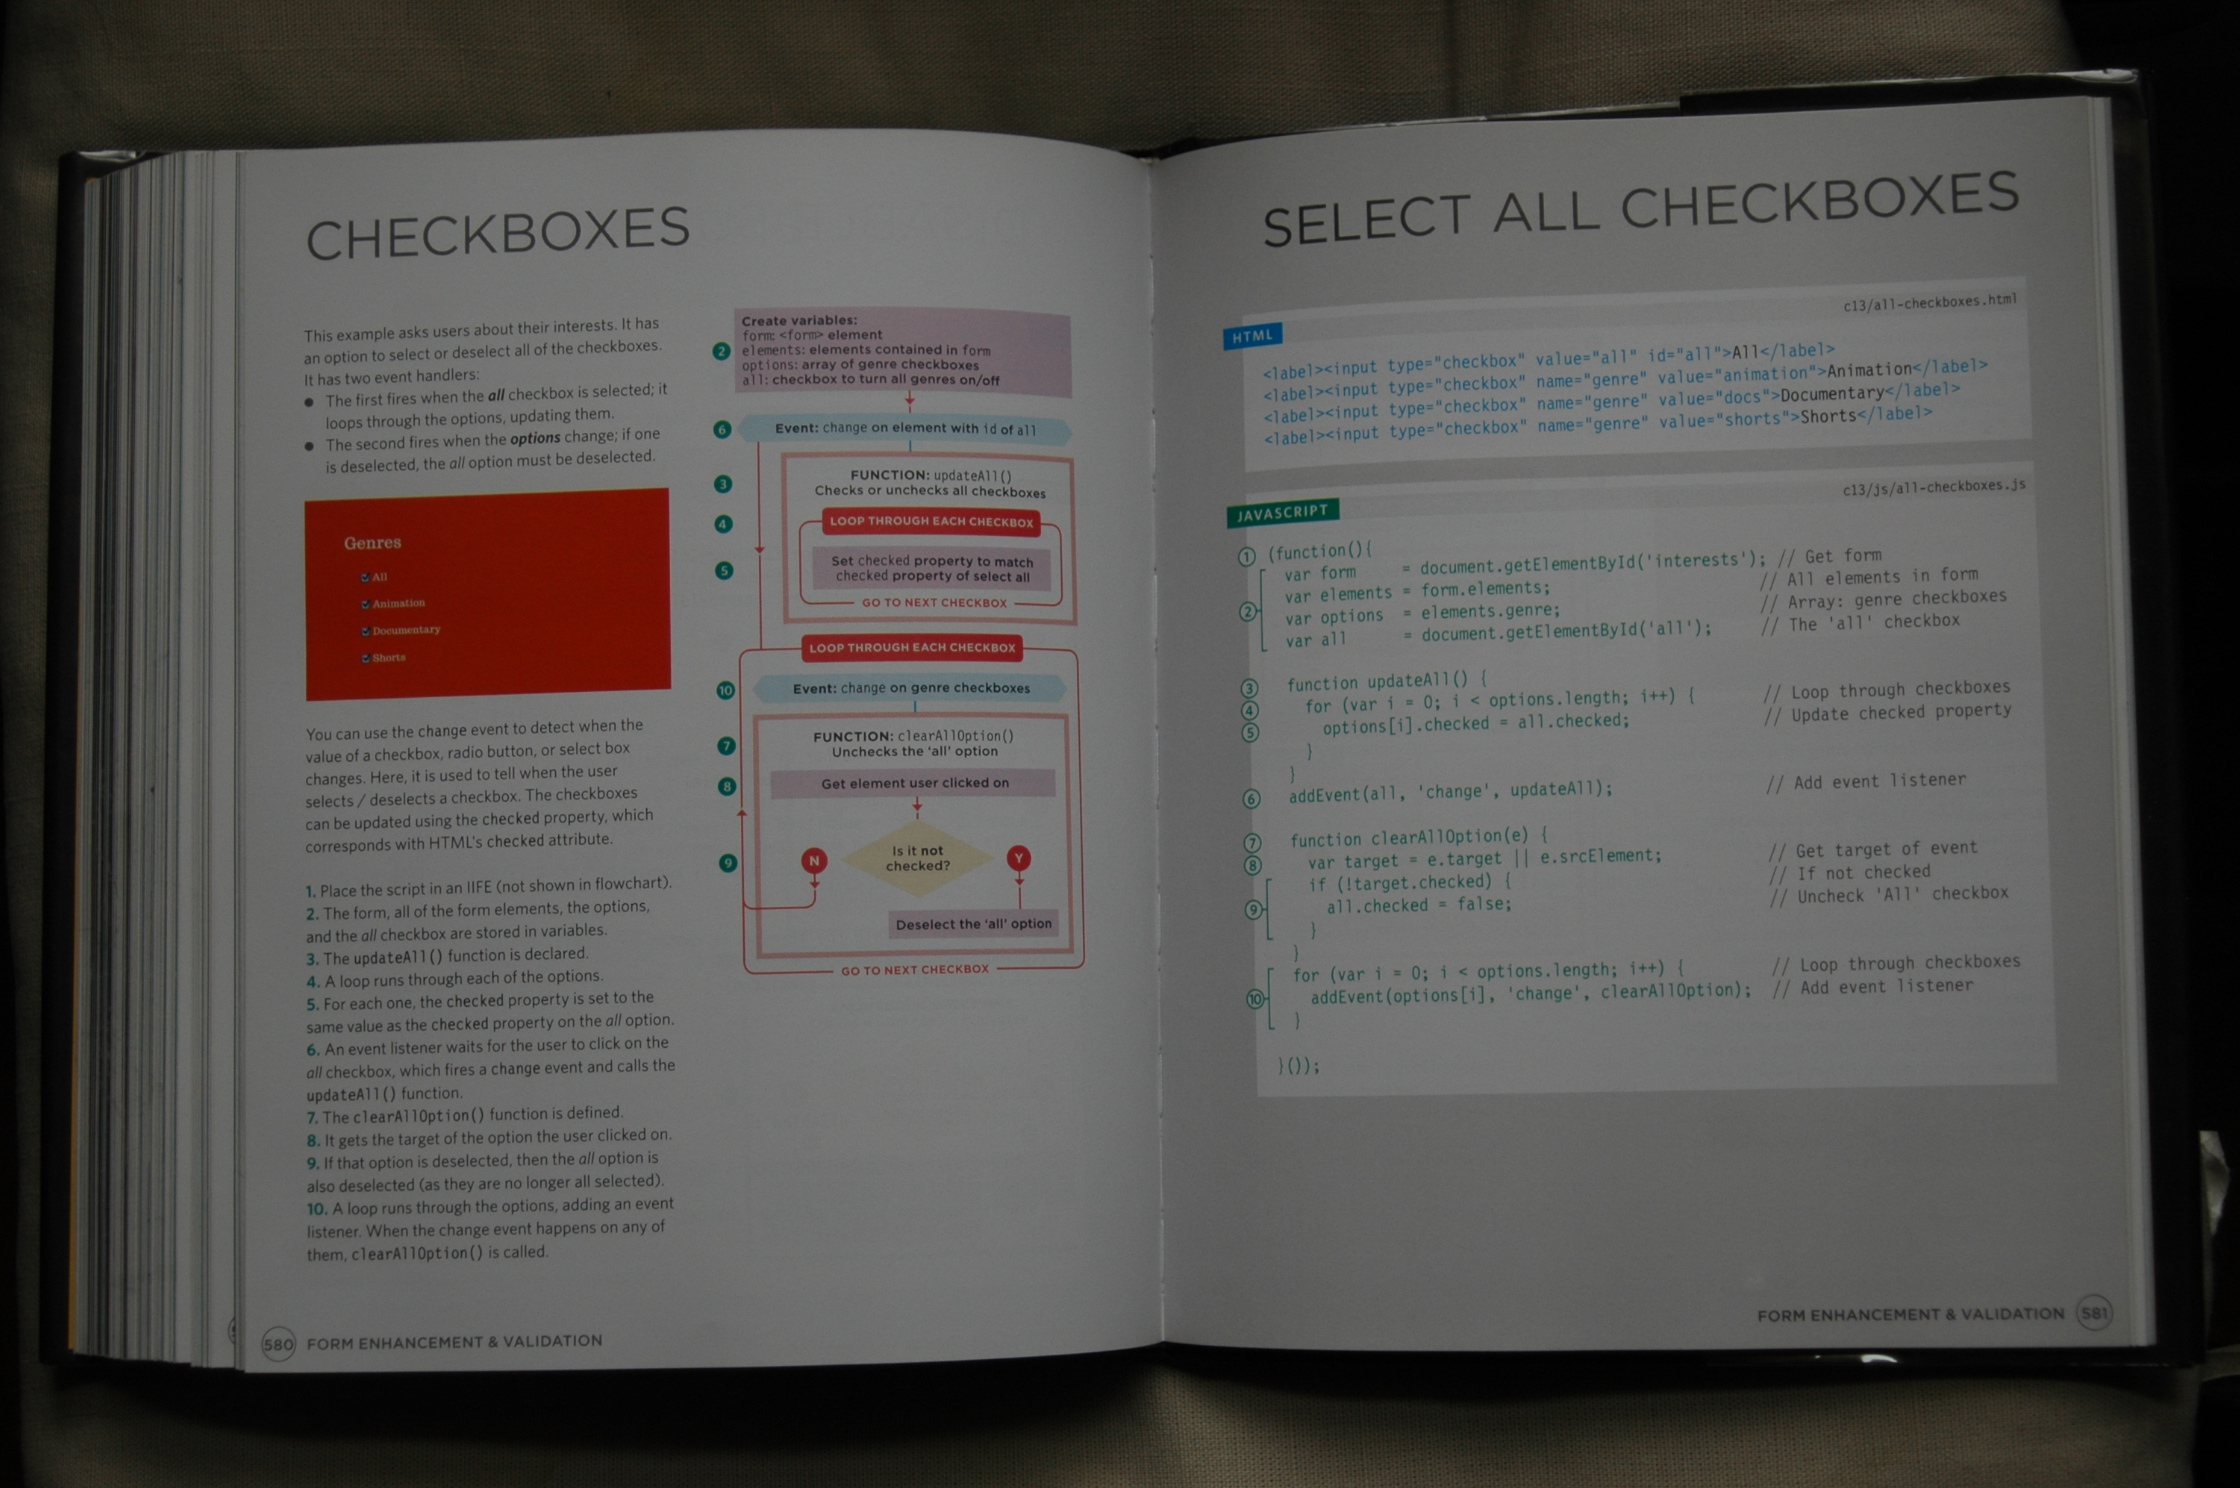 CHECKBOXES
This example asks users about their interests. It has
an option to select or deselect all of the checkboxes.
It has two event handlers:
● The first fires when the all checkbox is selected; it
loops through the options, updating them.
● The second fires when the options change; if one
is deselected, the all option must be deselected.
Genres
All
Animation
Documentary
Shorts
You can use the change event to detect when the
value of a checkbox, radio button, or select box
changes. Here, it is used to tell when the user
selects / deselects a checkbox. The checkboxes
can be updated using the checked property, which
corresponds with HTML's checked attribute.
1. Place the script in an IIFE (not shown in flowchart).
2. The form, all of the form elements, the options,
and the all checkbox are stored in variables.
3. The updateAll() function is declared.
4. A loop runs through each of the options.
5. For each one, the checked property is set to the
same value as the checked property on the all option.
6. An event listener waits for the user to click on the
all checkbox, which fires a change event and calls the
updateAll() function.
7. The clearAllOption() function is defined.
8. It gets the target of the option the user clicked on.
9. If that option is deselected, then the all option is
also deselected (as they are no longer all selected).
10. A loop runs through the options, adding an event
listener. When the change event happens on any of
them, clearAllOption() is called.
Create variables:
form: <form> element
2 elements: elements contained in form
options: array of genre checkboxes
all: checkbox to turn all genres on/off
6 Event: change on element with id of all
3 FUNCTION: updateAll()
Checks or unchecks all checkboxes
4 LOOP THROUGH EACH CHECKBOX
5 Set checked property to match
checked property of select all
GO TO NEXT CHECKBOX
LOOP THROUGH EACH CHECKBOX
10 Event: change on genre checkboxes
7 FUNCTION: clearAllOption()
Unchecks the 'all' option
8 Get element user clicked on
9 N Is it not Y
checked?
Deselect the 'all' option
GO TO NEXT CHECKBOX
580 FORM ENHANCEMENT & VALIDATION
SELECT ALL CHECKBOXES
c13/all-checkboxes.html
HTML
<label><input type="checkbox" value="all" id="all">All</label>
<label><input type="checkbox" name="genre" value="animation">Animation</label>
<label><input type="checkbox" name="genre" value="docs">Documentary</label>
<label><input type="checkbox" name="genre" value="shorts">Shorts</label>
c13/js/all-checkboxes.js
JAVASCRIPT
1 (function(){
var form = document.getElementById('interests'); // Get form
var elements = form.elements; // All elements in form
2 var options = elements.genre; // Array: genre checkboxes
var all = document.getElementById('all'); // The 'all' checkbox
3 function updateAll() {
4 for (var i = 0; i < options.length; i++) { // Loop through checkboxes
5 options[i].checked = all.checked; // Update checked property
}
}
6 addEvent(all, 'change', updateAll); // Add event listener
7 function clearAllOption(e) {
8 var target = e.target || e.srcElement; // Get target of event
if (!target.checked) { // If not checked
9 all.checked = false; // Uncheck 'All' checkbox
}
}
for (var i = 0; i < options.length; i++) { // Loop through checkboxes
10 addEvent(options[i], 'change', clearAllOption); // Add event listener
}
}());
FORM ENHANCEMENT & VALIDATION 581